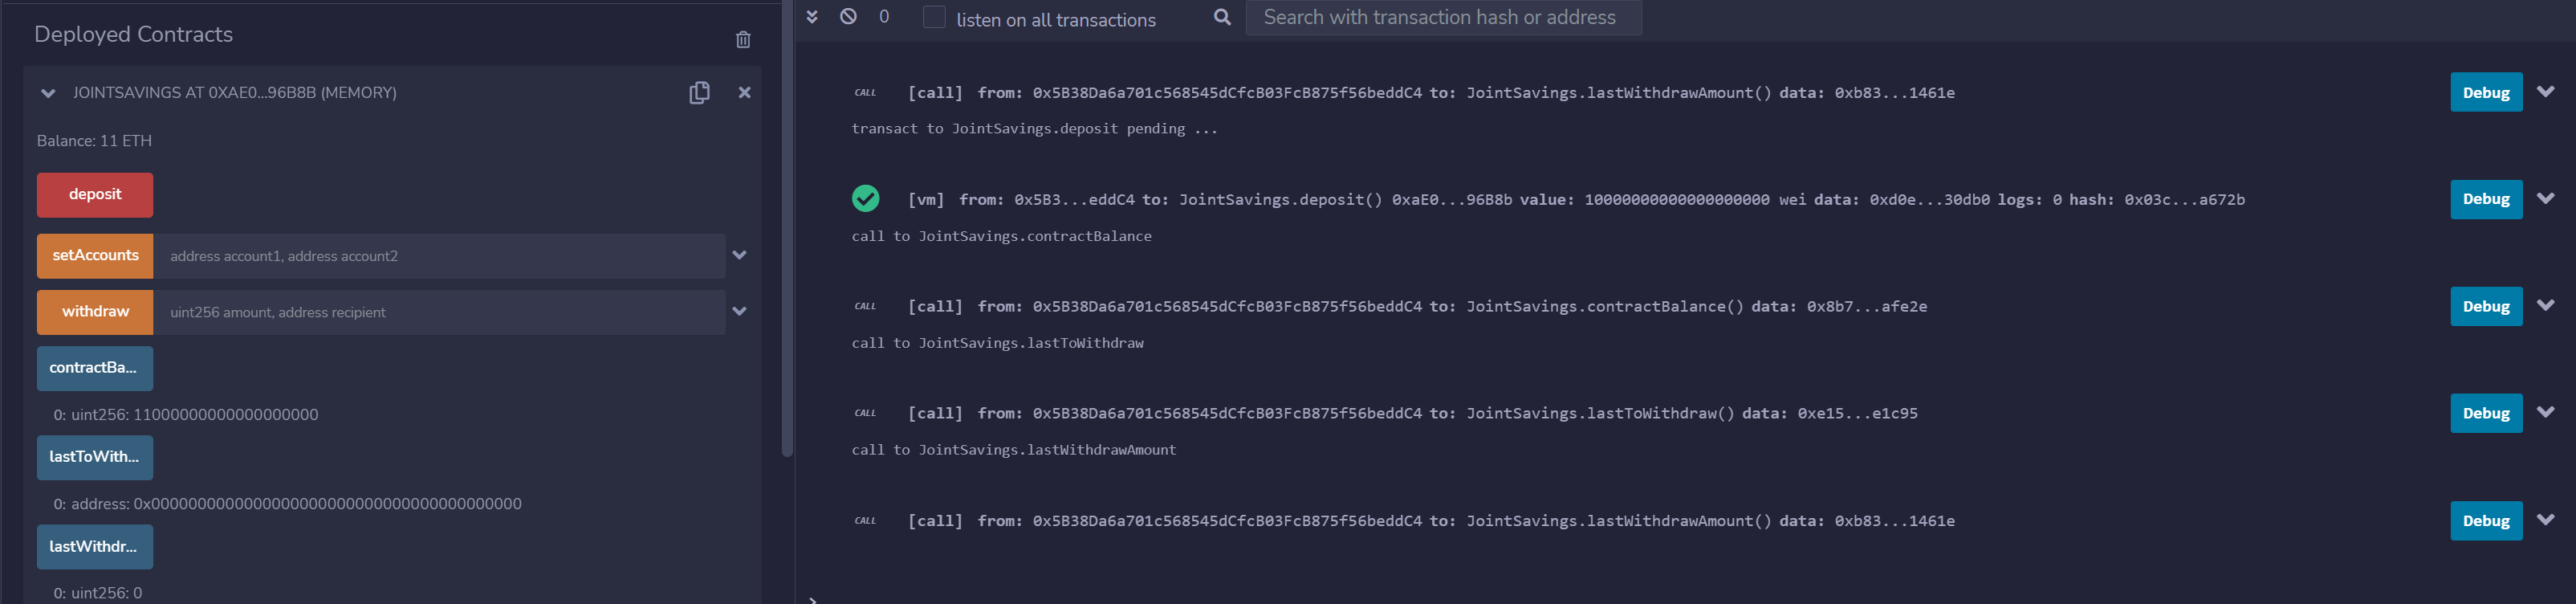 Deployed Contracts
JOINTSAVINGS AT 0XAE0...96B8B (MEMORY)
Balance: 11 ETH
deposit
setAccounts address account1, address account2
withdraw uint256 amount, address recipient
contractBa...
0: uint256: 11000000000000000000
lastToWith...
0: address: 0x0000000000000000000000000000000000000000
lastWithdr...
0: uint256: 0
0 listen on all transactions Search with transaction hash or address
CALL [call] from: 0x5B38Da6a701c568545dCfcB03FcB875f56beddC4 to: JointSavings.lastWithdrawAmount() data: 0xb83...1461e Debug
transact to JointSavings.deposit pending ...
[vm] from: 0x5B3...eddC4 to: JointSavings.deposit() 0xaE0...96B8b value: 10000000000000000000 wei data: 0xd0e...30db0 logs: 0 hash: 0x03c...a672b Debug
call to JointSavings.contractBalance
CALL [call] from: 0x5B38Da6a701c568545dCfcB03FcB875f56beddC4 to: JointSavings.contractBalance() data: 0x8b7...afe2e Debug
call to JointSavings.lastToWithdraw
CALL [call] from: 0x5B38Da6a701c568545dCfcB03FcB875f56beddC4 to: JointSavings.lastToWithdraw() data: 0xe15...e1c95 Debug
call to JointSavings.lastWithdrawAmount
CALL [call] from: 0x5B38Da6a701c568545dCfcB03FcB875f56beddC4 to: JointSavings.lastWithdrawAmount() data: 0xb83...1461e Debug
>